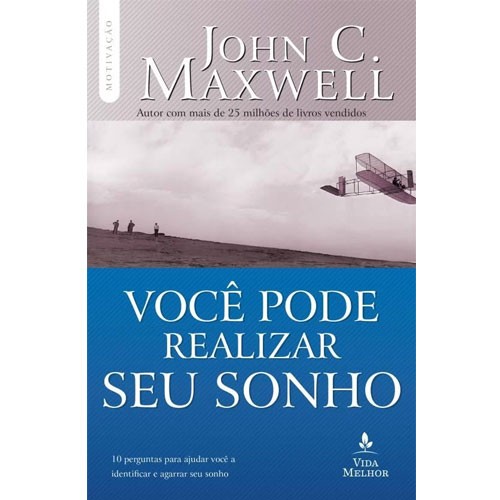 MOTIVAÇÃO
JOHN C.
MAXWELL
Autor com mais de 25 milhões de livros vendidos
VOCÊ PODE
REALIZAR
SEU SONHO
10 perguntas para ajudar você a
identificar e agarrar seu sonho
VIDA
MELHOR